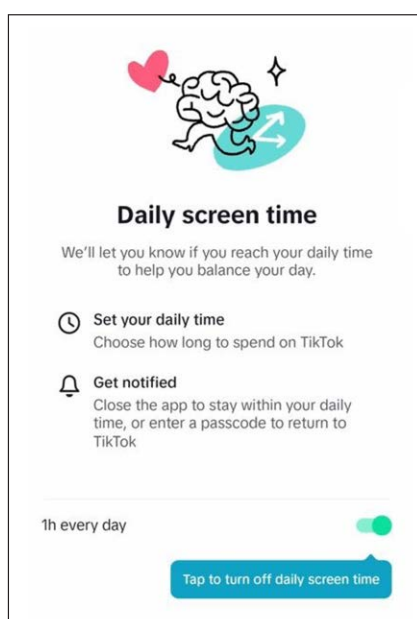 Daily screen time
We'll let you know if you reach your daily time
to help you balance your day.
Set your daily time
Choose how long to spend on TikTok
Get notified
Close the app to stay within your daily
time, or enter a passcode to return to
TikTok
1h every day
Tap to turn off daily screen time